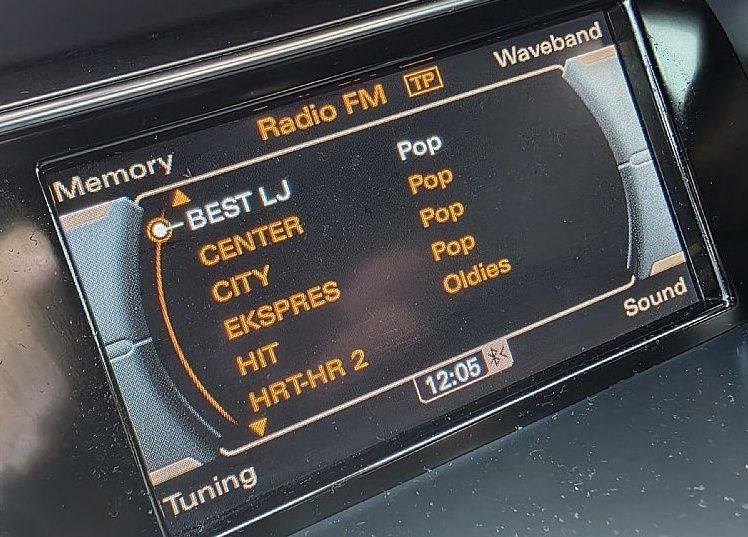 Radio FM TP
Memory
Waveband
BEST LJ Pop
CENTER Pop
CITY Pop
EKSPRES Pop
HIT Oldies
HRT-HR 2
12:05
Tuning
Sound